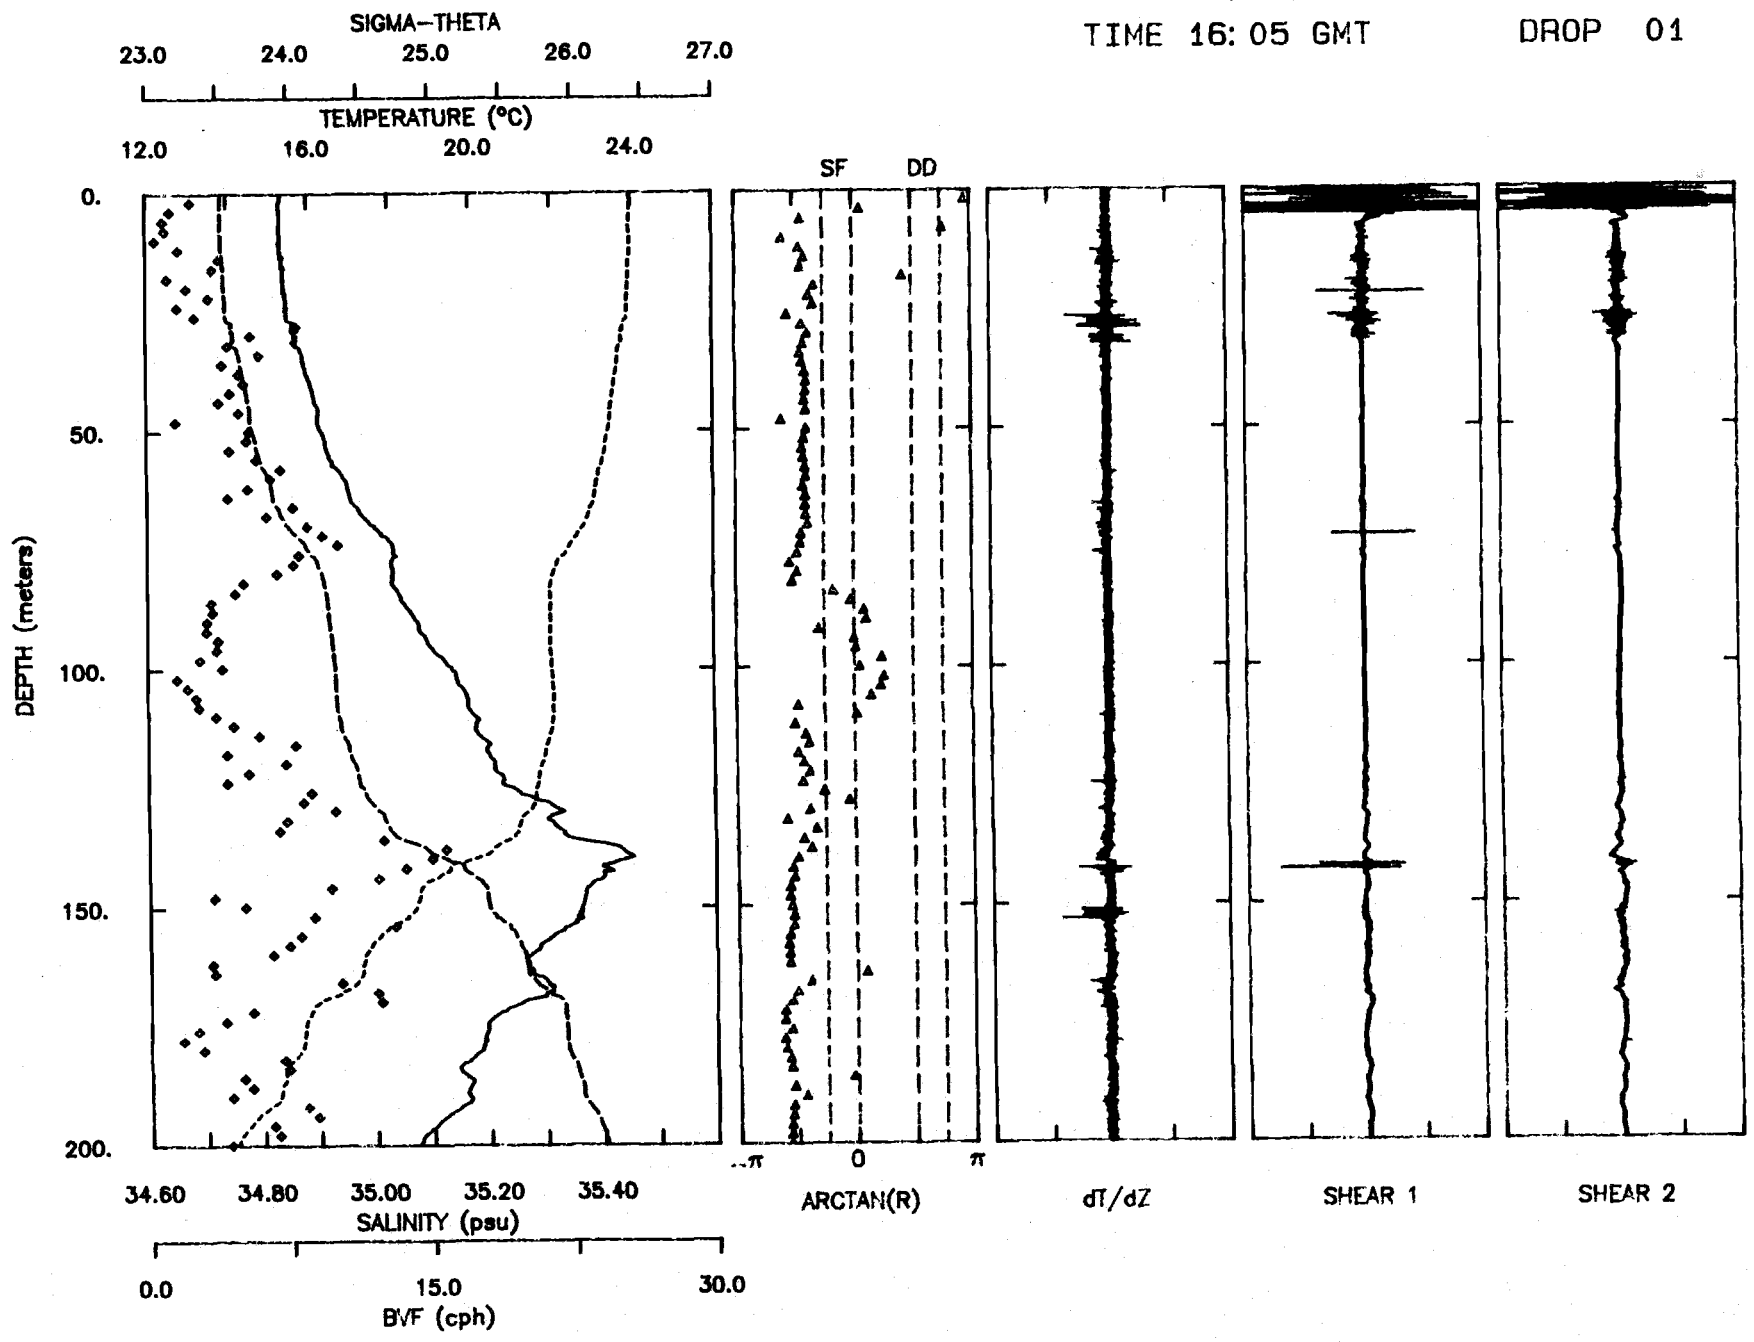 TIME 16:05 GMT DROP 01
SIGMA-THETA
23.0 24.0 25.0 26.0 27.0
TEMPERATURE (°C)
12.0 16.0 20.0 24.0
SF DD
0.
50.
100.
150.
200.
DEPTH (meters)
-π 0 π
34.60 34.80 35.00 35.20 35.40
SALINITY (psu)
ARCTAN(R) dT/dZ SHEAR 1 SHEAR 2
0.0 15.0 30.0
BVF (cph)